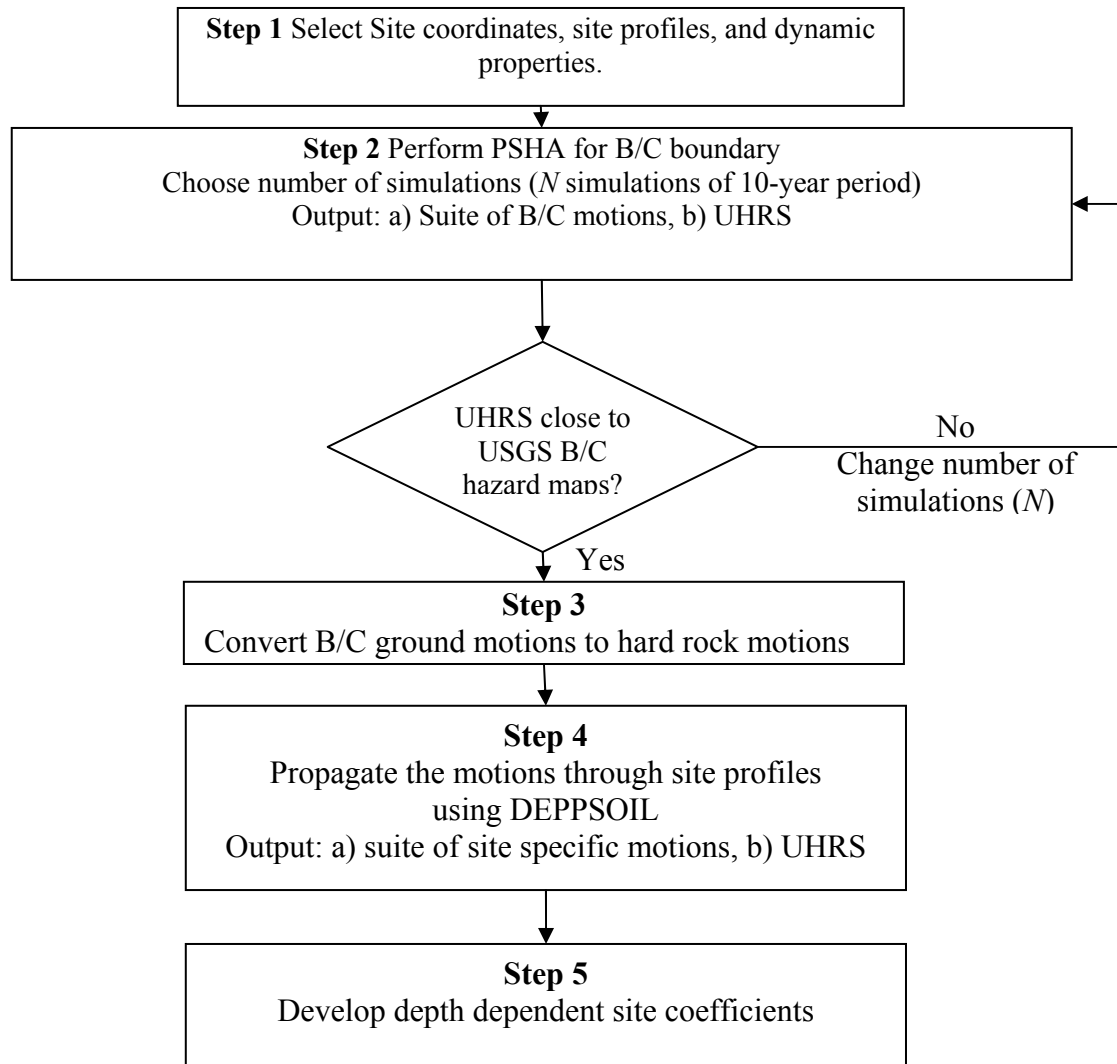 Step 1 Select Site coordinates, site profiles, and dynamic
properties.
Step 2 Perform PSHA for B/C boundary
Choose number of simulations (N simulations of 10-year period)
Output: a) Suite of B/C motions, b) UHRS
UHRS close to
USGS B/C
hazard maps?
No
Change number of
simulations (N)
Yes
Step 3
Convert B/C ground motions to hard rock motions
Step 4
Propagate the motions through site profiles
using DEPPSOIL
Output: a) suite of site specific motions, b) UHRS
Step 5
Develop depth dependent site coefficients